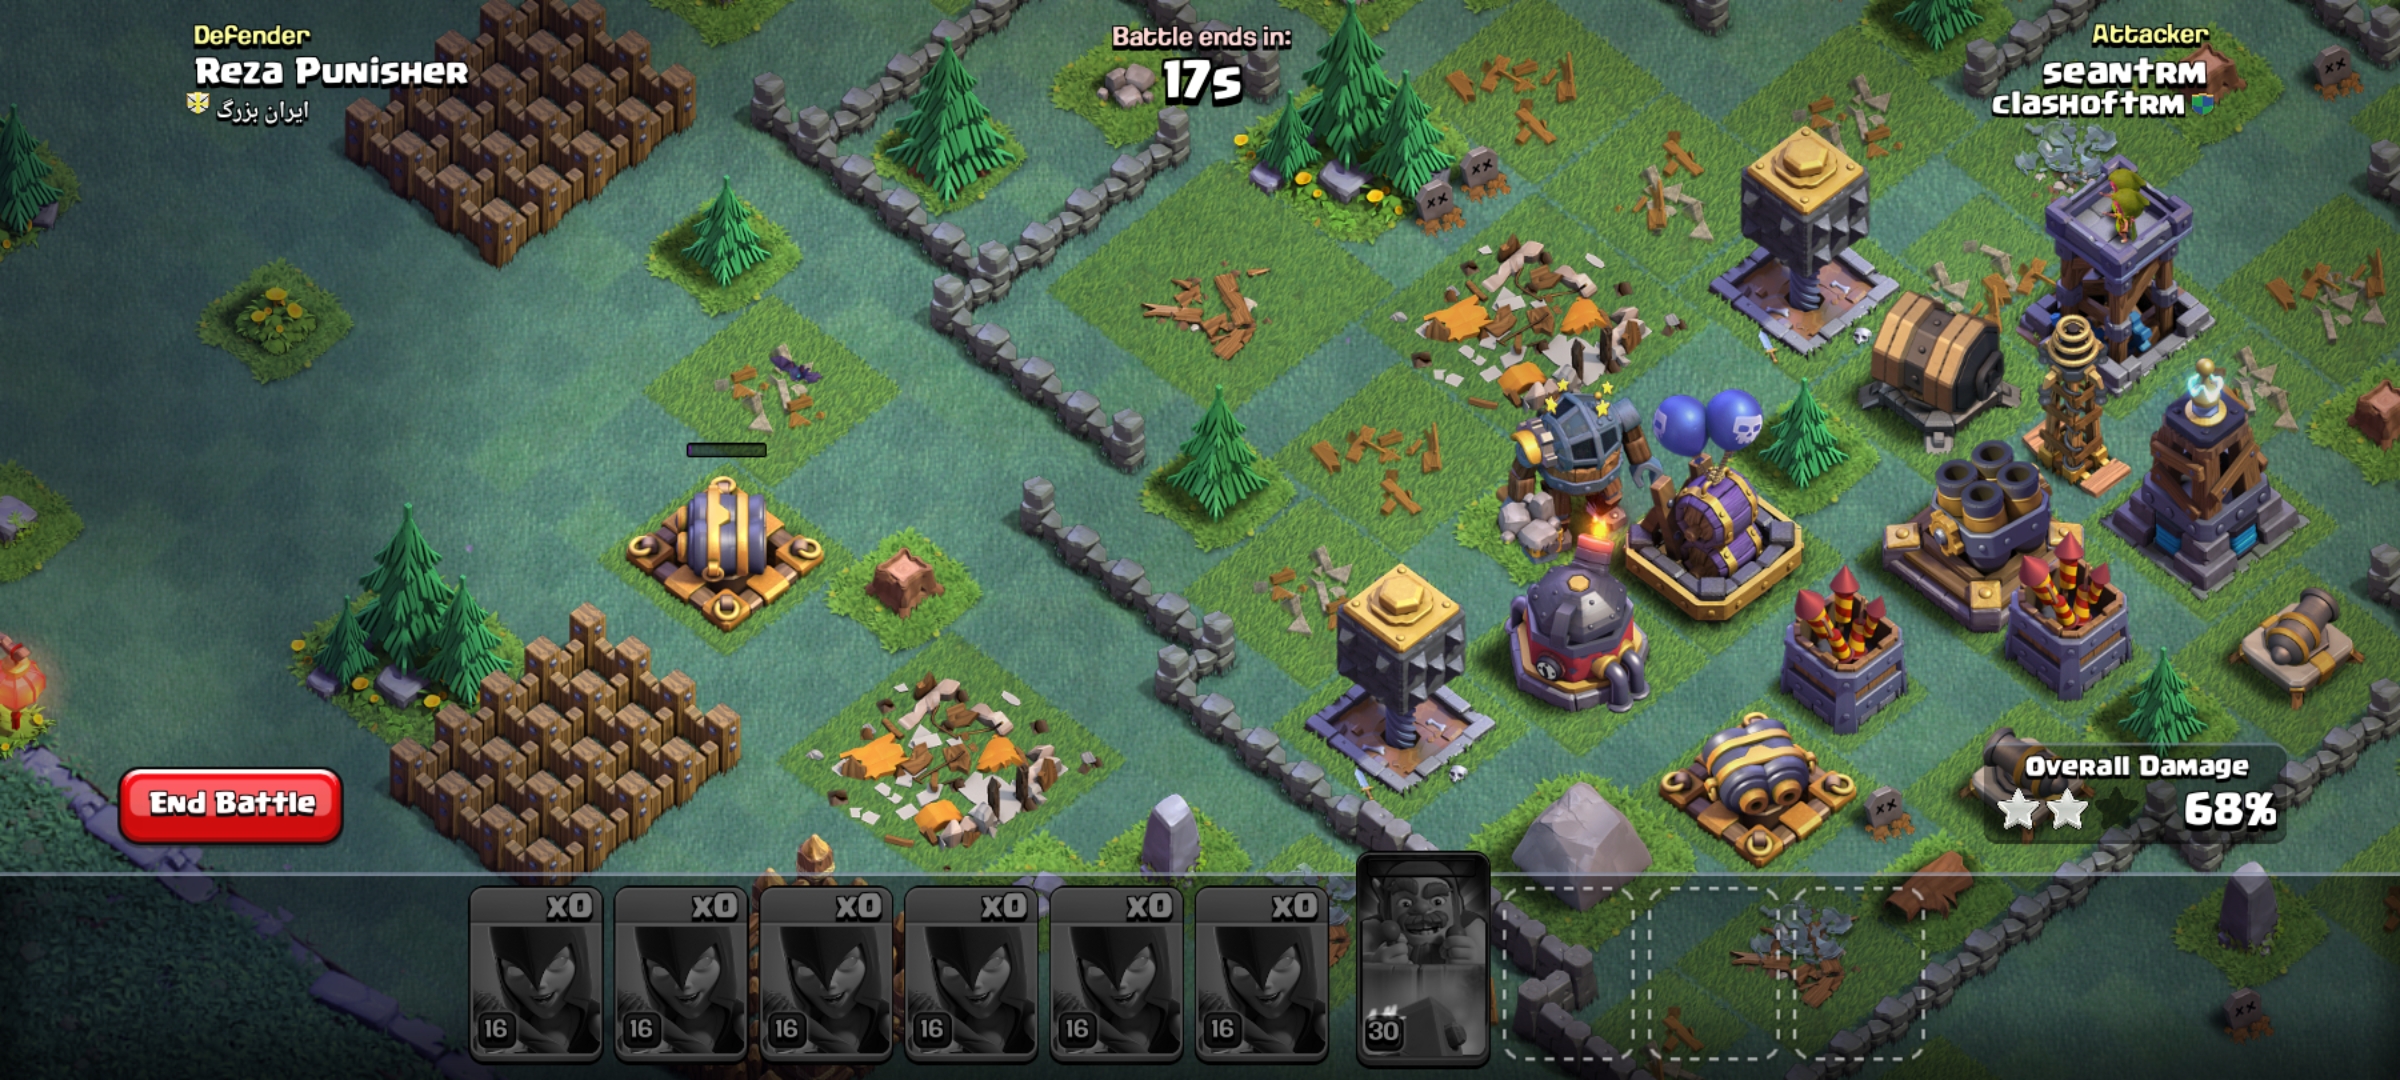 Defender
Reza Punisher
ایران بزرگ
Battle ends in:
17s
Attacker
seantrm
clashoftrm
End Battle
Overall Damage
68%
x0
x0
x0
x0
x0
x0
16
16
16
16
16
16
30